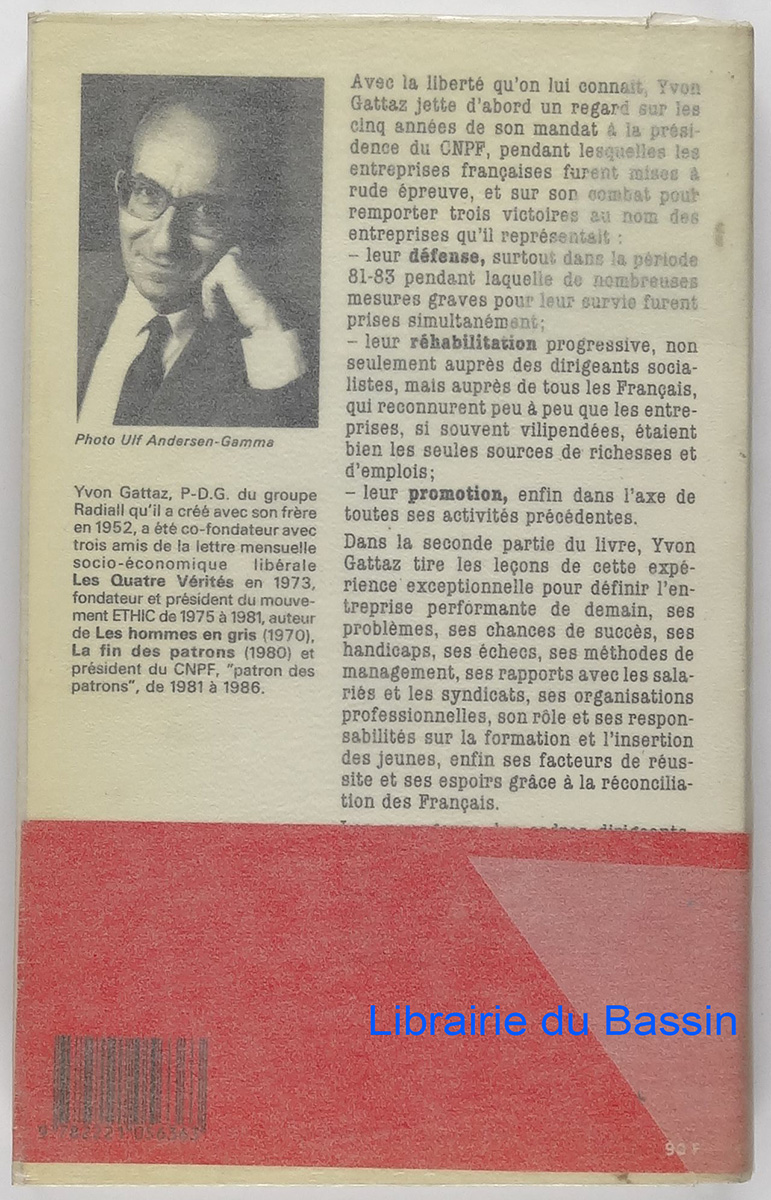 Photo Ulf Andersen-Gamma
Yvon Gattaz, P-D.G. du groupe
Radiall qu'il a créé avec son frère
en 1952, a été co-fondateur avec
trois amis de la lettre mensuelle
socio-économique libérale
Les Quatre Vérités en 1973,
fondateur et président du mouve-
ment ETHIC de 1975 à 1981, auteur
de Les hommes en gris (1970),
La fin des patrons (1980) et
président du CNPF, "patron des
patrons", de 1981 à 1986.
Avec la liberté qu'on lui connaît, Yvon
Gattaz jette d'abord un regard sur les
cinq années de son mandat à la prési-
dence du CNPF, pendant lesquelles les
entreprises françaises furent mises à
rude épreuve, et sur son combat pour
remporter trois victoires au nom des
entreprises qu'il représentait :
– leur défense, surtout dans la période
81-83 pendant laquelle de nombreuses
mesures graves pour leur survie furent
prises simultanément;
– leur réhabilitation progressive, non
seulement auprès des dirigeants socia-
listes, mais auprès de tous les Français,
qui reconnurent peu à peu que les entre-
prises, si souvent vilipendées, étaient
bien les seules sources de richesses et
d'emplois;
– leur promotion, enfin dans l'axe de
toutes ses activités précédentes.
Dans la seconde partie du livre, Yvon
Gattaz tire les leçons de cette expé-
rience exceptionnelle pour définir l'en-
treprise performante de demain, ses
problèmes, ses chances de succès, ses
handicaps, ses échecs, ses méthodes de
management, ses rapports avec les sala-
riés et les syndicats, ses organisations
professionnelles, son rôle et ses respon-
sabilités sur la formation et l'insertion
des jeunes, enfin ses facteurs de réus-
site et ses espoirs grâce à la réconcilia-
tion des Français.
cadres dirigeants
Librairie du Bassin
F